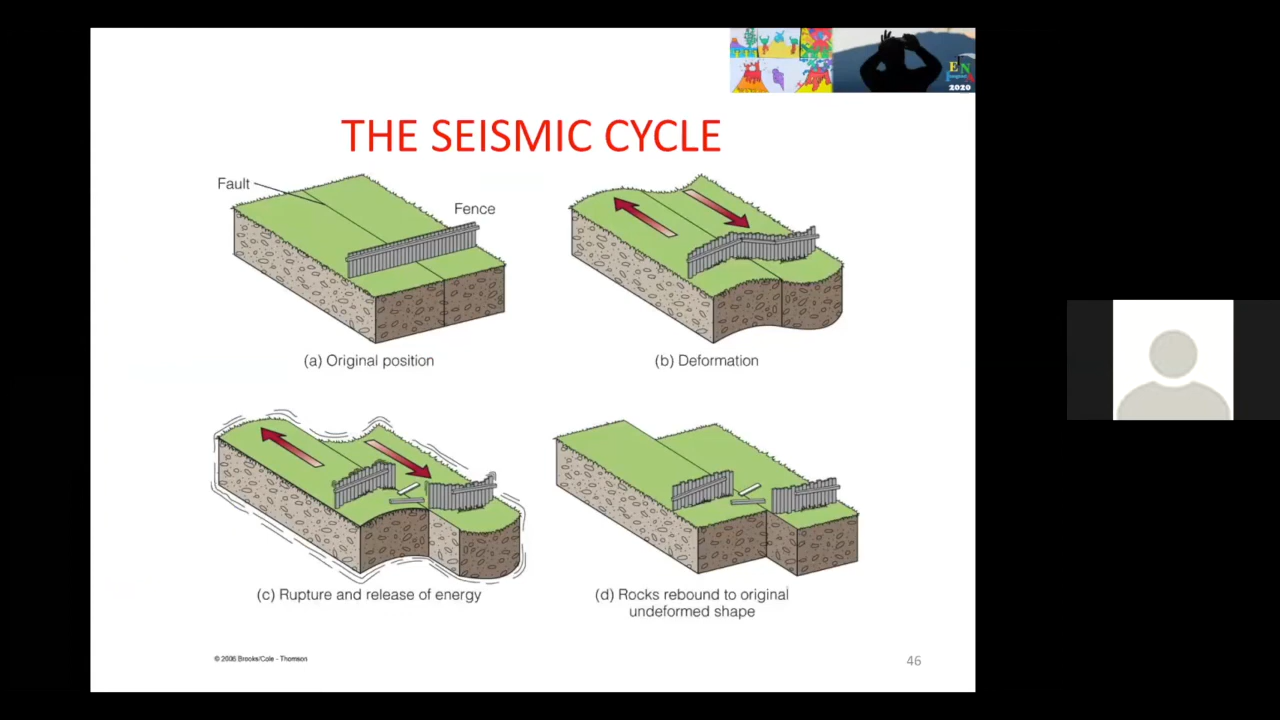 2020
THE SEISMIC CYCLE
Fault
Fence
(a) Original position
(b) Deformation
(c) Rupture and release of energy
(d) Rocks rebound to original
undeformed shape
© 2006 Brooks/Cole - Thomson
46